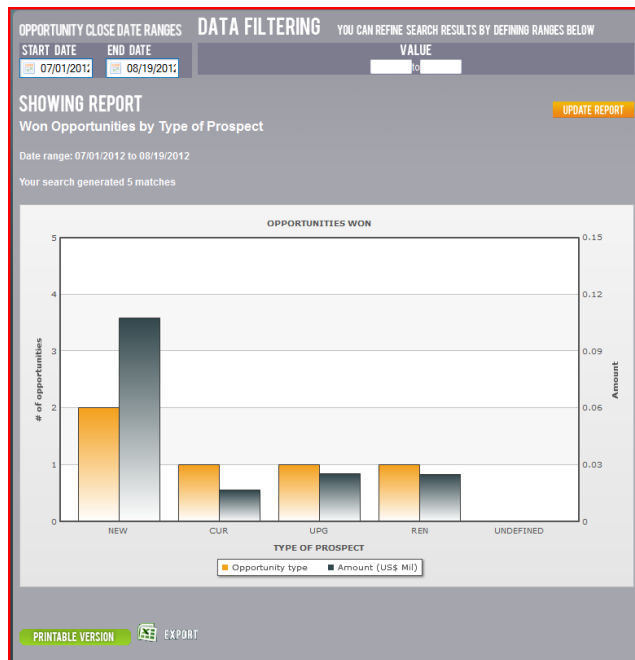 OPPORTUNITY CLOSE DATE RANGES
DATA FILTERING YOU CAN REFINE SEARCH RESULTS BY DEFINING RANGES BELOW
START DATE END DATE
VALUE
07/01/201 08/19/201
to
SHOWING REPORT
UPDATE REPORT
Won Opportunities by Type of Prospect
Date range: 07/01/2012 to 08/19/2012
Your search generated 5 matches
OPPORTUNITIES WON
5 0.15
4 0.12
3 0.09
2 0.06
1 0.03
0 0
# of opportunities
Amount
NEW CUR UPG REN UNDEFINED
TYPE OF PROSPECT
Opportunity type Amount (US$ Mil)
PRINTABLE VERSION EXPORT